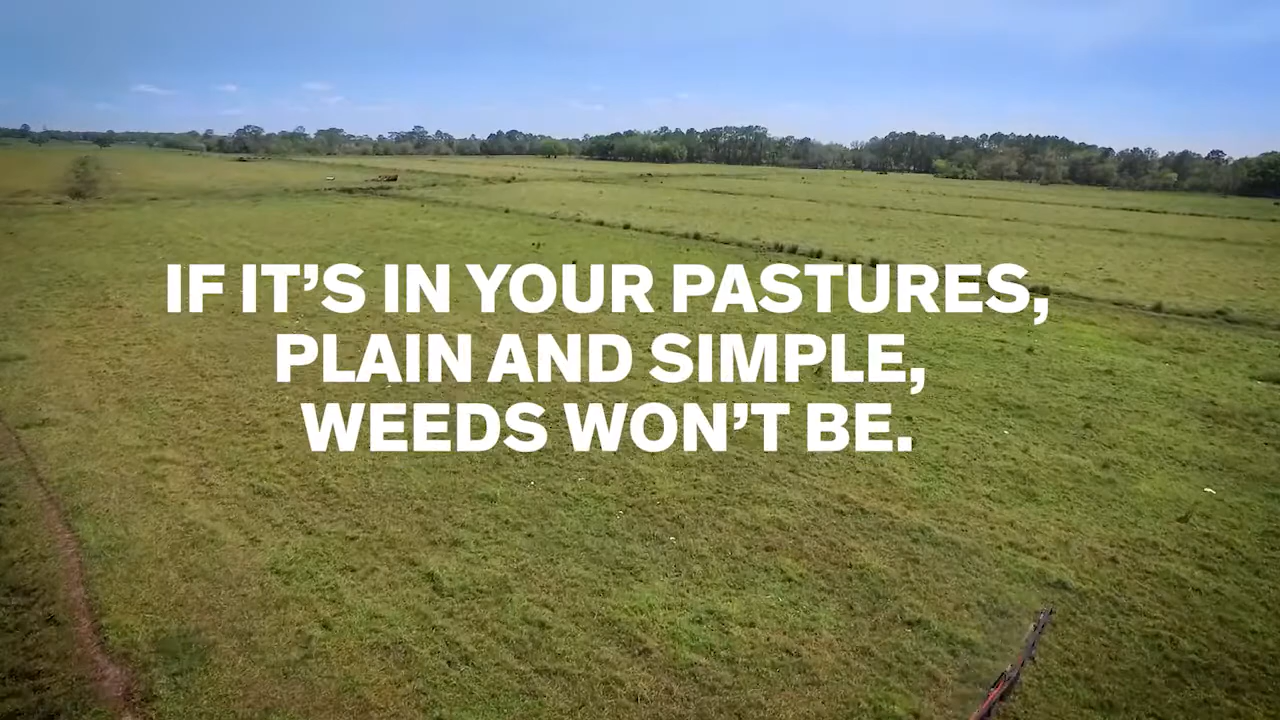 IF IT’S IN YOUR PASTURES,
PLAIN AND SIMPLE,
WEEDS WON’T BE.